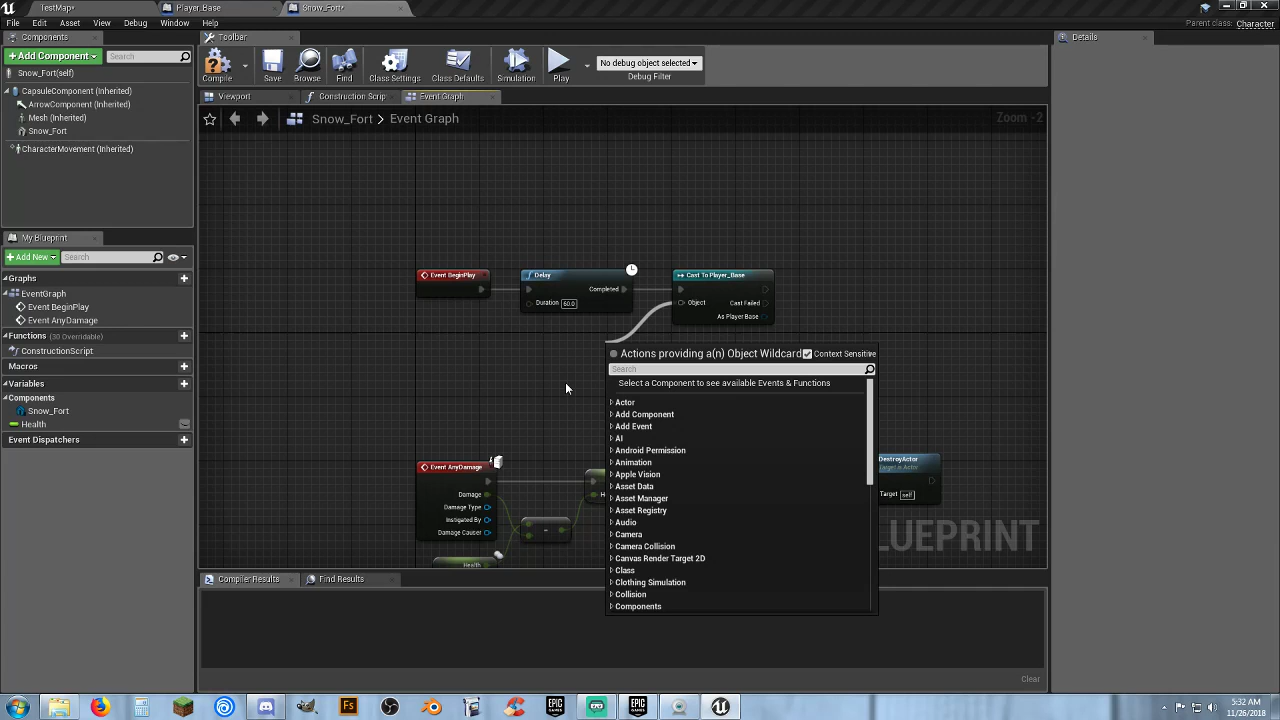 TestMap*
Player_Base
Snow_Fort*
File
Edit
Asset
View
Debug
Window
Help
Parent class: Character
Components
Toolbar
Details
+ Add Component
Search
Compile
Save
Browse
Find
Class Settings
Class Defaults
Simulation
Play
No debug object selected
Debug Filter
Snow_Fort(self)
CapsuleComponent (Inherited)
ArrowComponent (Inherited)
Mesh (Inherited)
Snow_Fort
CharacterMovement (Inherited)
Viewport
Construction Scrip
Event Graph
Snow_Fort > Event Graph
Zoom -2
My Blueprint
+ Add New
Search
Graphs
EventGraph
Event BeginPlay
Event AnyDamage
Functions (30 Overridable)
ConstructionScript
Macros
Variables
Components
Snow_Fort
Health
Event Dispatchers
Event BeginPlay
Delay
Completed
Duration 60.0
Cast To Player_Base
Object
Cast Failed
As Player Base
Actions providing a(n) Object Wildcard
Context Sensitive
Search
Select a Component to see available Events & Functions
Actor
Add Component
Add Event
AI
Android Permission
Animation
Apple Vision
Asset Data
Asset Manager
Asset Registry
Audio
Camera
Camera Collision
Canvas Render Target 2D
Class
Clothing Simulation
Collision
Components
Event AnyDamage
Damage
Damage Type
Instigated By
Damage Causer
-
Health
H
DestroyActor
Target is Actor
Target self
BLUEPRINT
Compiler Results
Find Results
Clear
5:32 AM
11/26/2018